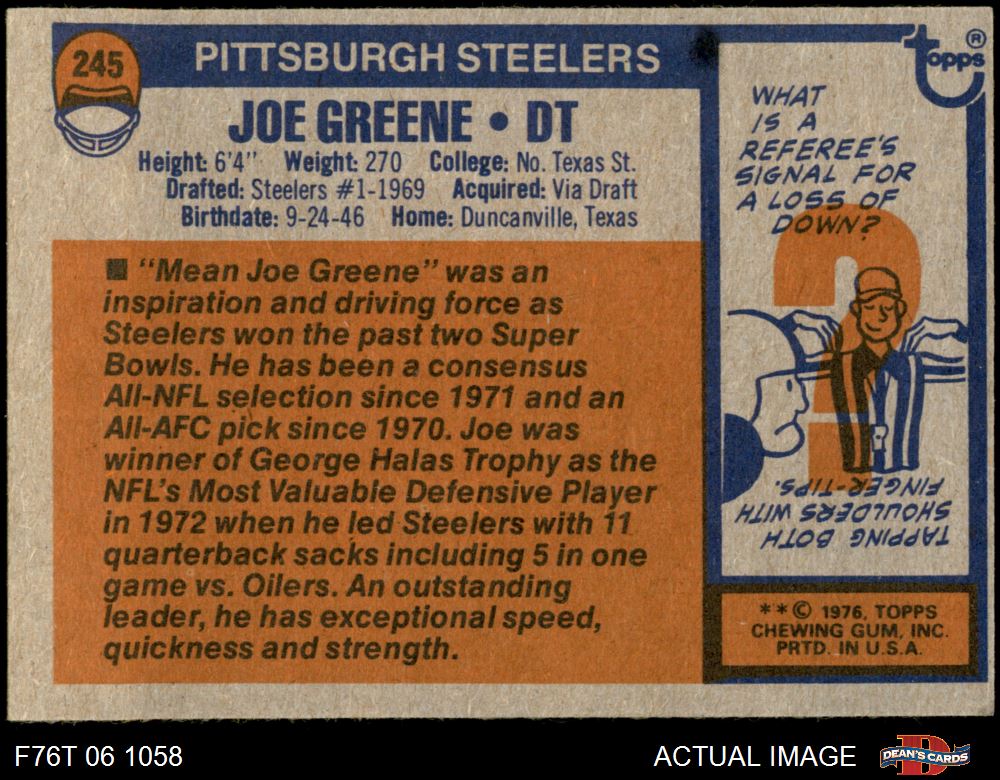 245
PITTSBURGH STEELERS
JOE GREENE • DT
Height: 6'4" Weight: 270 College: No. Texas St.
Drafted: Steelers #1-1969 Acquired: Via Draft
Birthdate: 9-24-46 Home: Duncanville, Texas
■ "Mean Joe Greene" was an
inspiration and driving force as
Steelers won the past two Super
Bowls. He has been a consensus
All-NFL selection since 1971 and an
All-AFC pick since 1970. Joe was
winner of George Halas Trophy as the
NFL's Most Valuable Defensive Player
in 1972 when he led Steelers with 11
quarterback sacks including 5 in one
game vs. Oilers. An outstanding
leader, he has exceptional speed,
quickness and strength.
topps®
WHAT
IS A
REFEREE'S
SIGNAL FOR
A LOSS OF
DOWN?
?
TAPPING BOTH
SHOULDERS WITH
FINGER-TIPS.
**© 1976, TOPPS
CHEWING GUM, INC.
PRTD. IN U.S.A.
F76T 06 1058
ACTUAL IMAGE
D
DEAN'S CARDS